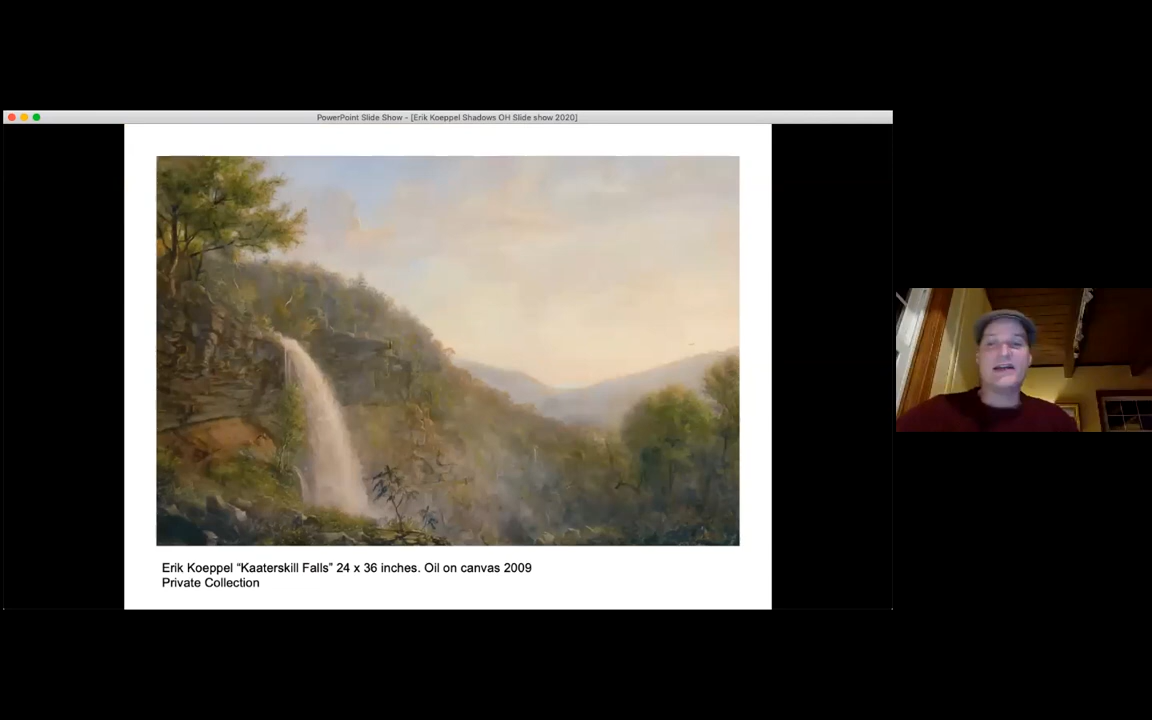 PowerPoint Slide Show - [Erik Koeppel Shadows OH Slide show 2020]
Erik Koeppel “Kaaterskill Falls” 24 x 36 inches. Oil on canvas 2009
Private Collection